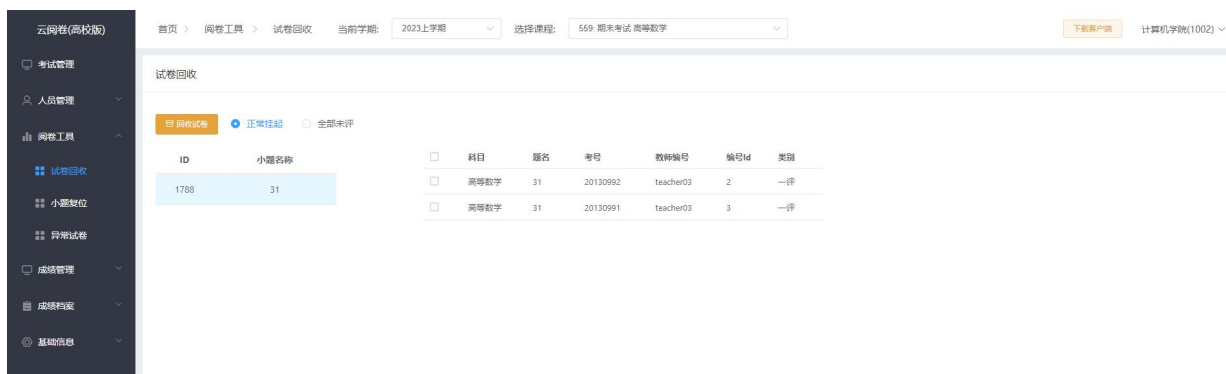 云阅卷(高校版)
首页 > 阅卷工具 > 试卷回收 当前学期: 2023上学期 选择课程: 559: 期末考试 高等数学 下载客户端 计算机学院(1002)
考试管理
人员管理
阅卷工具
试卷回收
小题复位
异常试卷
成绩管理
成绩档案
基础信息
试卷回收
回收试卷 正常挂起 全部未评
ID 小题名称
1788 31
科目 题名 考号 教师编号 编号Id 类别
高等数学 31 20130992 teacher03 2 一评
高等数学 31 20130991 teacher03 3 一评